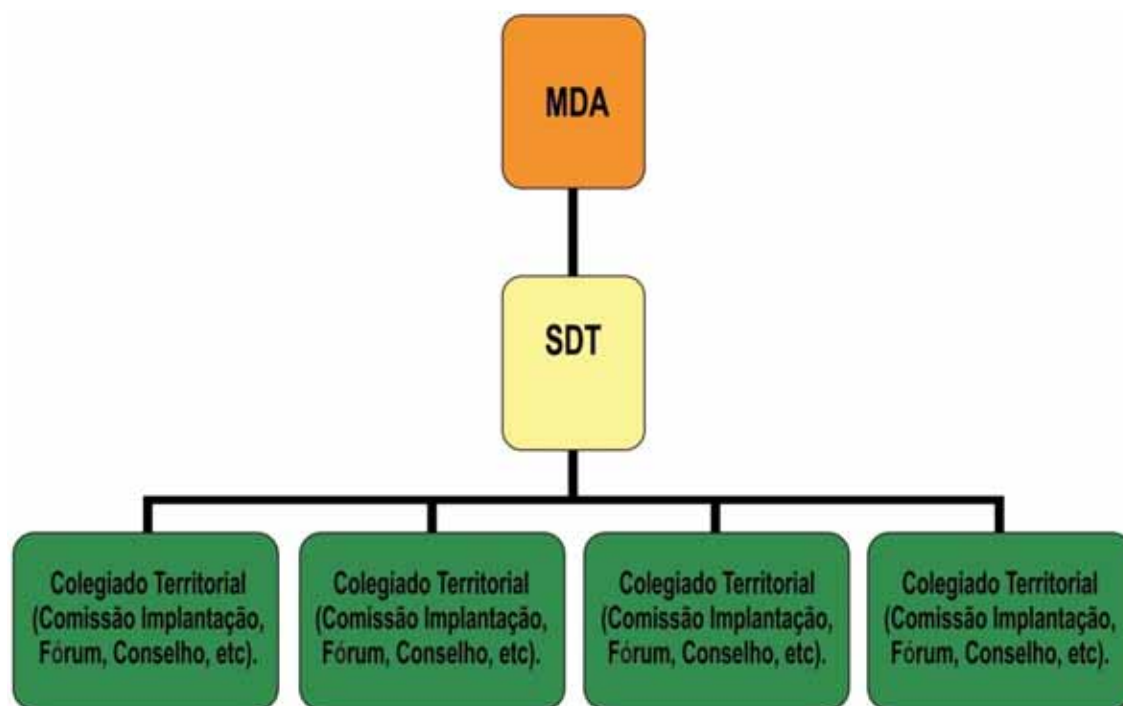 MDA
SDT
Colegiado Territorial
(Comissão Implantação,
Fórum, Conselho, etc).
Colegiado Territorial
(Comissão Implantação,
Fórum, Conselho, etc).
Colegiado Territorial
(Comissão Implantação,
Fórum, Conselho, etc).
Colegiado Territorial
(Comissão Implantação,
Fórum, Conselho, etc).